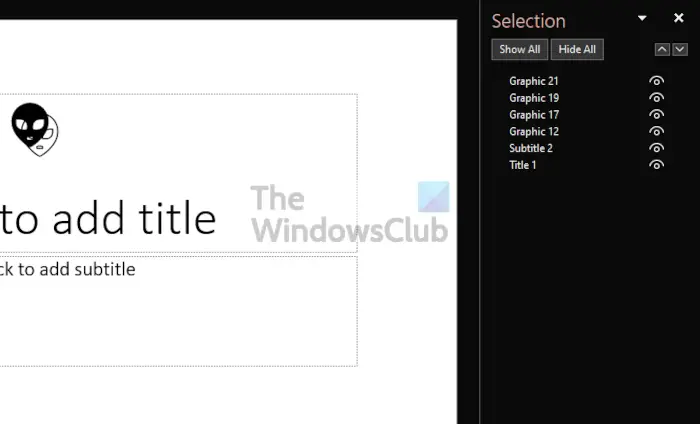 Selection
Show All
Hide All
Graphic 21
Graphic 19
Graphic 17
Graphic 12
Subtitle 2
Title 1
to add title
ck to add subtitle
The
WindowsClub